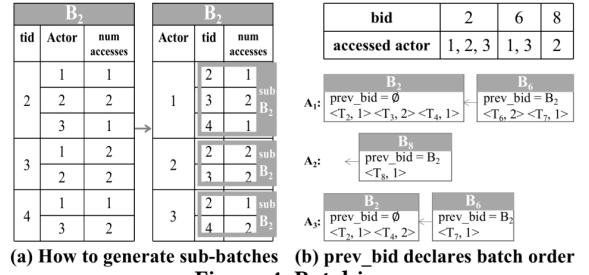 B₂
tid Actor num accesses
2 1 1
2 2
3 1
3 1 2
2 2
4 1 1
3 2
B₂
Actor tid num accesses
1 2 1
3 2
4 1
sub B₂
2 2 2
3 2
sub B₂
3 2 1
4 2
sub B₂
(a) How to generate sub-batches
bid 2 6 8
accessed actor 1, 2, 3 1, 3 2
A₁:
B₂
prev_bid = Ø
<T₂, 1> <T₃, 2> <T₄, 1>
B₆
prev_bid = B₂
<T₆, 2> <T₇, 1>
A₂:
B₈
prev_bid = B₂
<T₈, 1>
A₃:
B₂
prev_bid = Ø
<T₂, 1> <T₄, 2>
B₆
prev_bid = B₂
<T₇, 1>
(b) prev_bid declares batch order